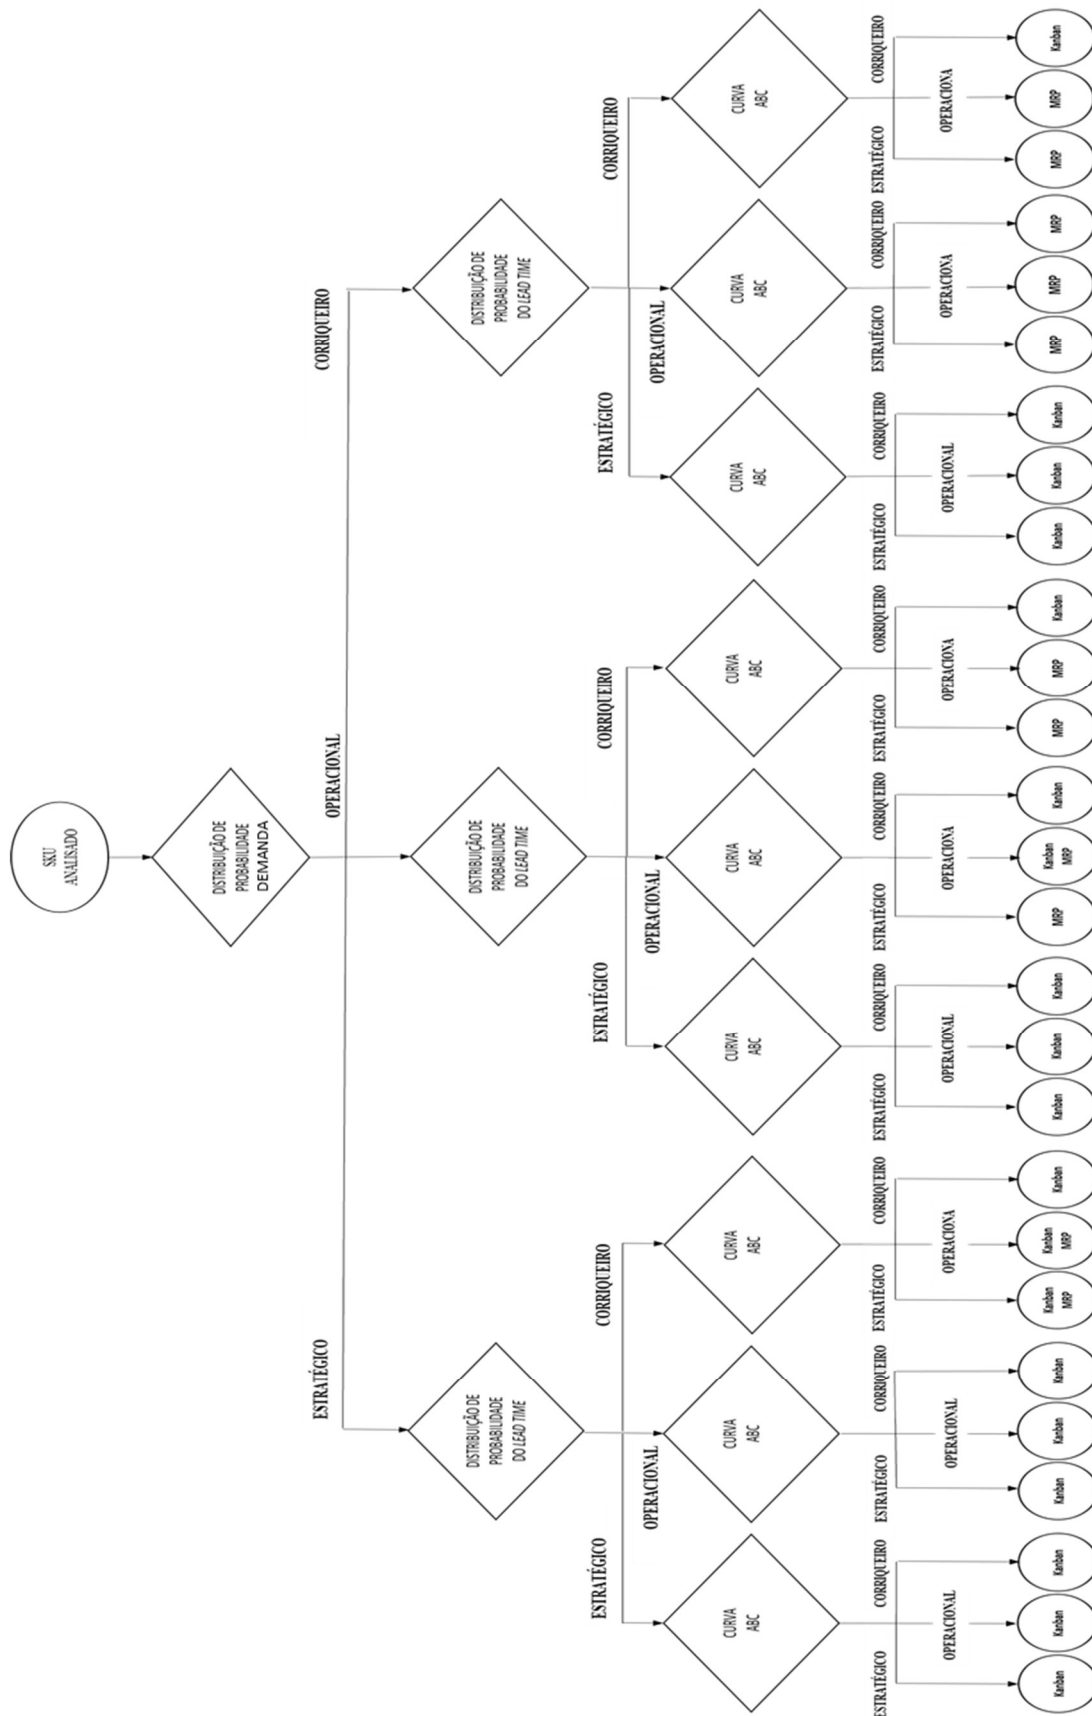 SKU
ANALISADO
DISTRIBUIÇÃO DE
PROBABILIDADE
DEMANDA
ESTRATÉGICO
OPERACIONAL
CORRIQUEIRO
DISTRIBUIÇÃO DE
PROBABILIDADE
DO LEAD TIME
DISTRIBUIÇÃO DE
PROBABILIDADE
DO LEAD TIME
DISTRIBUIÇÃO DE
PROBABILIDADE
DO LEAD TIME
ESTRATÉGICO
OPERACIONAL
CORRIQUEIRO
ESTRATÉGICO
OPERACIONAL
CORRIQUEIRO
ESTRATÉGICO
OPERACIONAL
CORRIQUEIRO
CURVA
ABC
CURVA
ABC
CURVA
ABC
CURVA
ABC
CURVA
ABC
CURVA
ABC
CURVA
ABC
CURVA
ABC
CURVA
ABC
ESTRATÉGICO
OPERACIONAL
CORRIQUEIRO
ESTRATÉGICO
OPERACIONAL
CORRIQUEIRO
ESTRATÉGICO
OPERACIONA
CORRIQUEIRO
ESTRATÉGICO
OPERACIONAL
CORRIQUEIRO
ESTRATÉGICO
OPERACIONA
CORRIQUEIRO
ESTRATÉGICO
OPERACIONA
CORRIQUEIRO
ESTRATÉGICO
OPERACIONAL
CORRIQUEIRO
ESTRATÉGICO
OPERACIONA
CORRIQUEIRO
ESTRATÉGICO
OPERACIONA
CORRIQUEIRO
Kanban
Kanban
Kanban
Kanban
Kanban
Kanban
Kanban
MRP
Kanban
MRP
Kanban
Kanban
Kanban
Kanban
MRP
Kanban
MRP
Kanban
MRP
MRP
Kanban
Kanban
Kanban
Kanban
MRP
MRP
MRP
MRP
MRP
Kanban